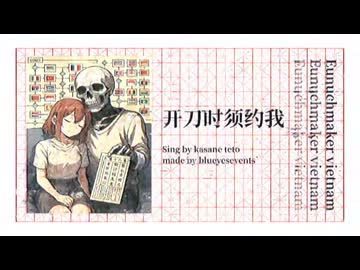 开刀时须约我
Sing by kasane teto
made by blueyesevents`
Eunuchmaker vietnam
Eunuchmaker vietnam
Eunuchmaker vietnam